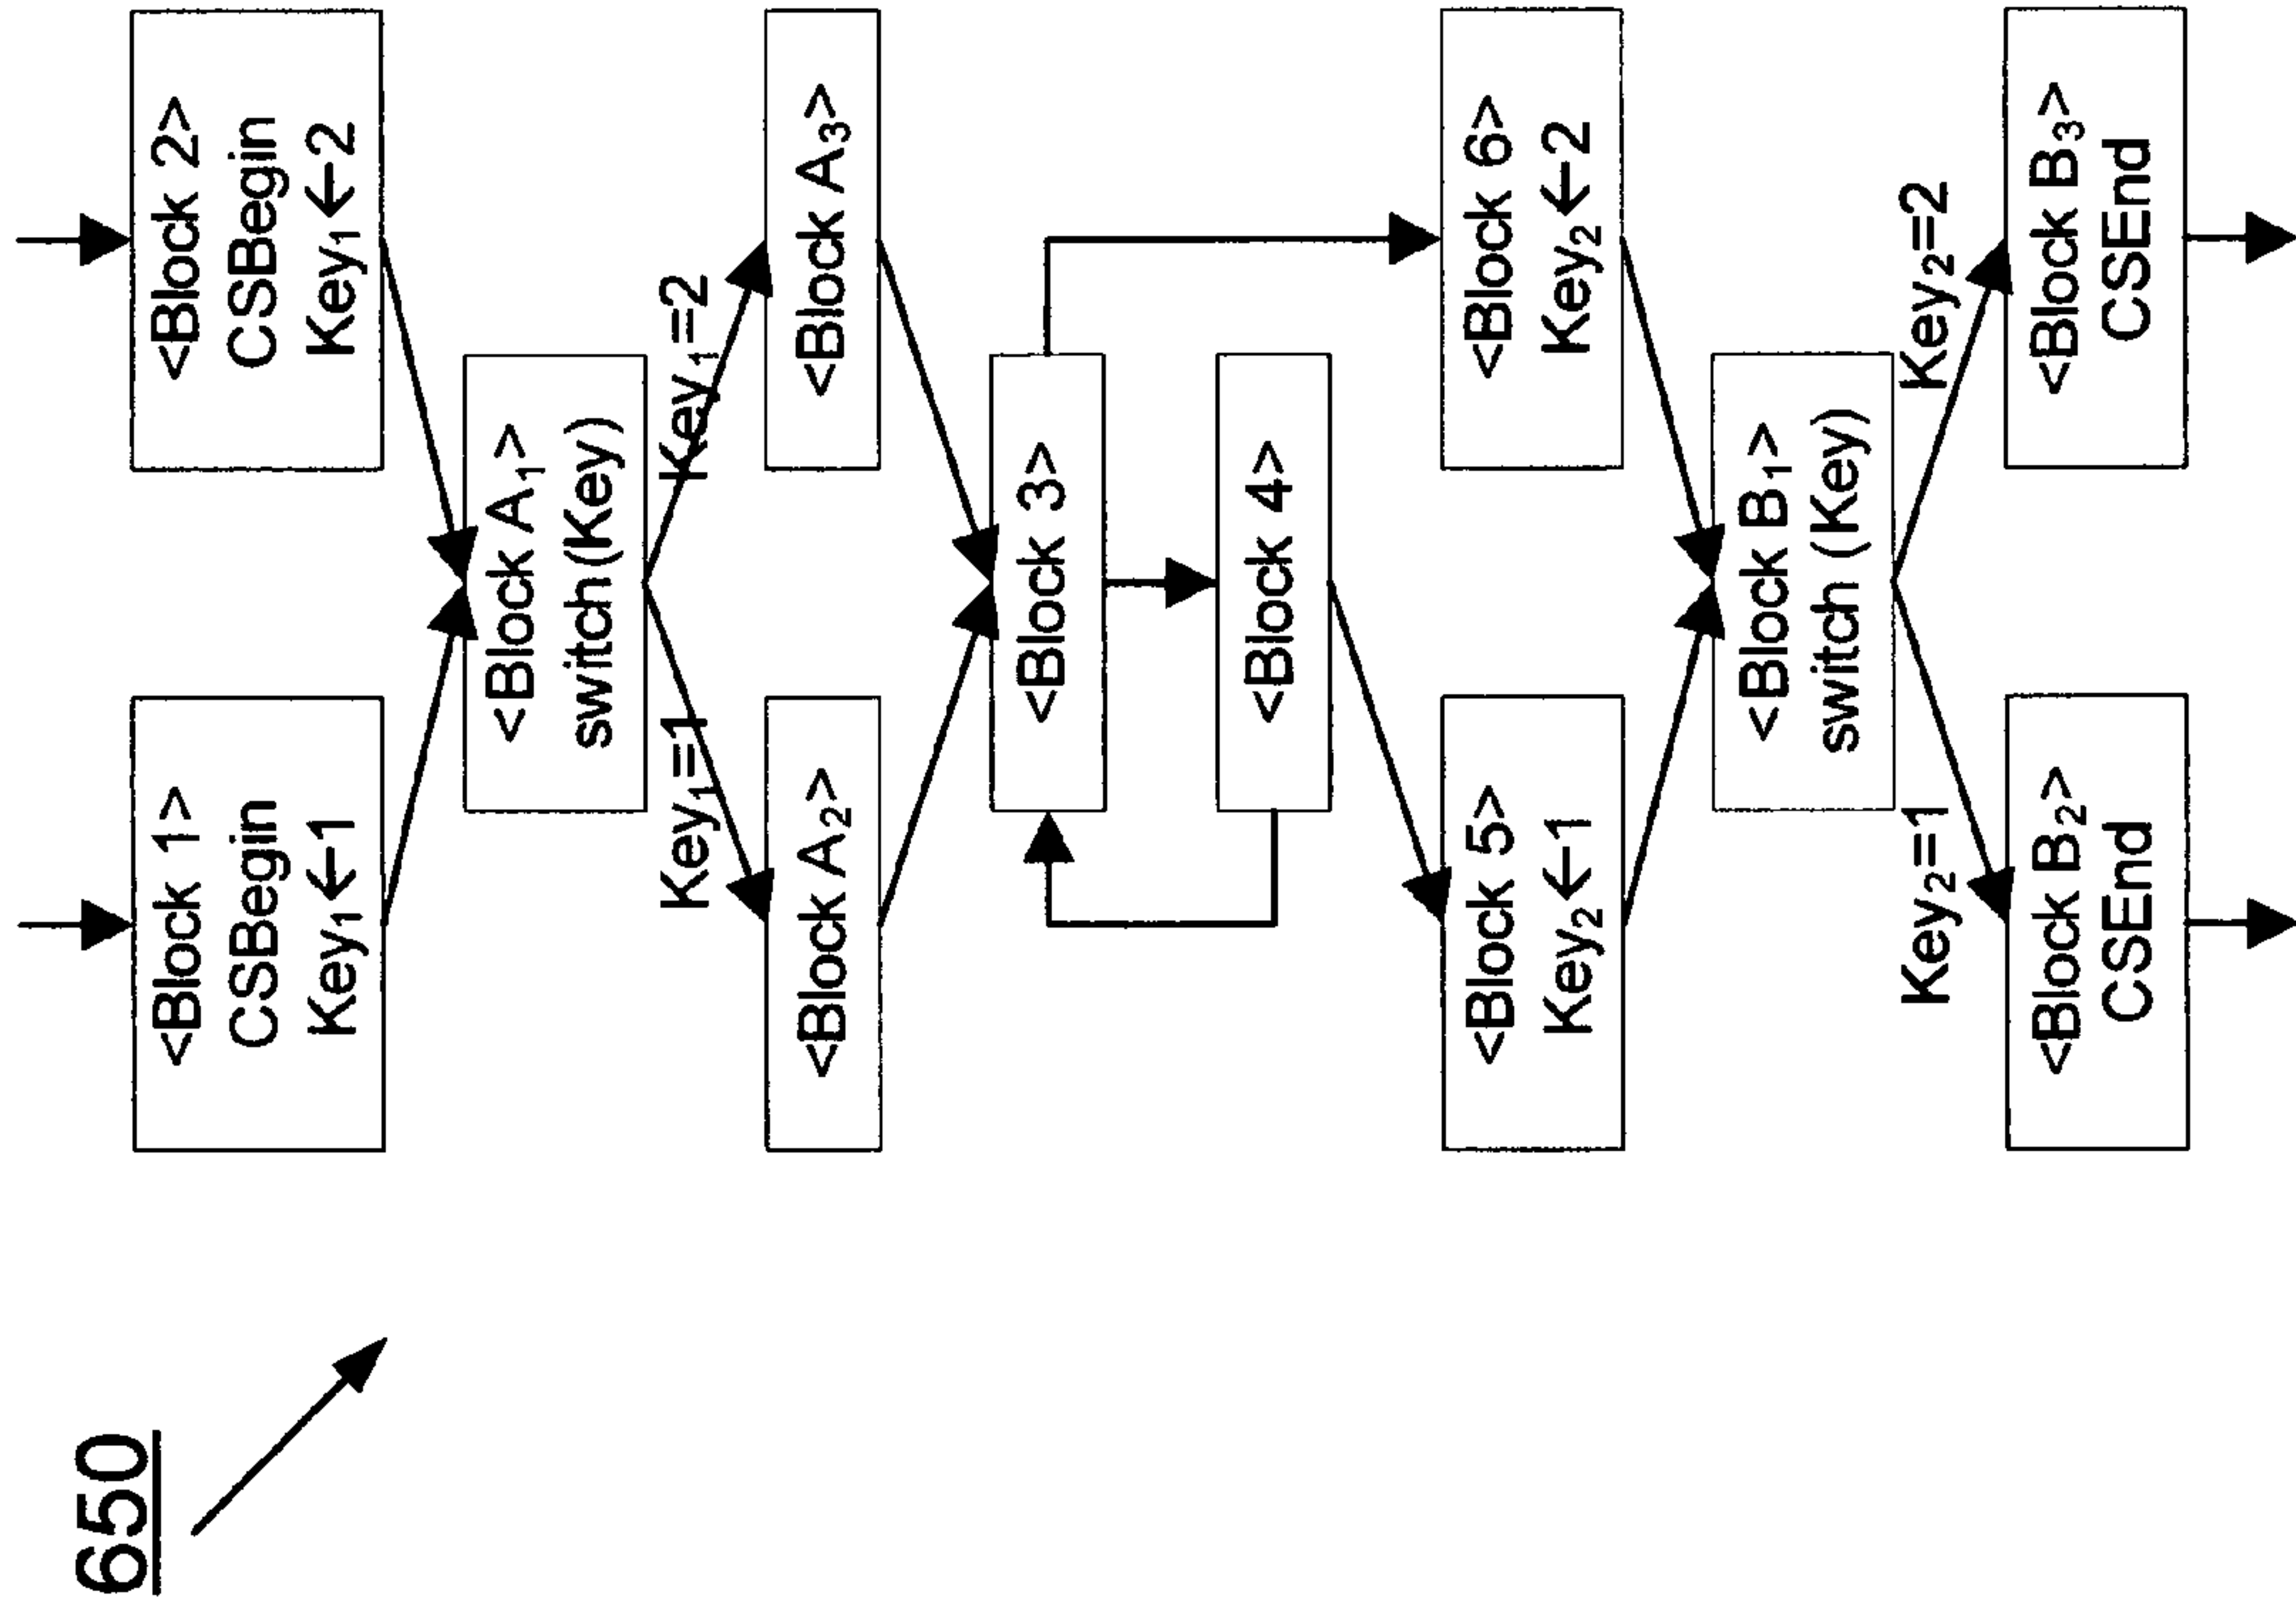 650
<Block 1>
CSBegin
Key₁←1
<Block 2>
CSBegin
Key₁←2
<Block A₁>
switch(Key)
Key₁=1
Key₁=2
<Block A₂>
<Block A₃>
<Block 3>
<Block 4>
<Block 5>
Key₂←1
<Block 6>
Key₂←2
<Block B₁>
switch (Key)
Key₂=1
Key₂=2
<Block B₂>
CSEnd
<Block B₃>
CSEnd